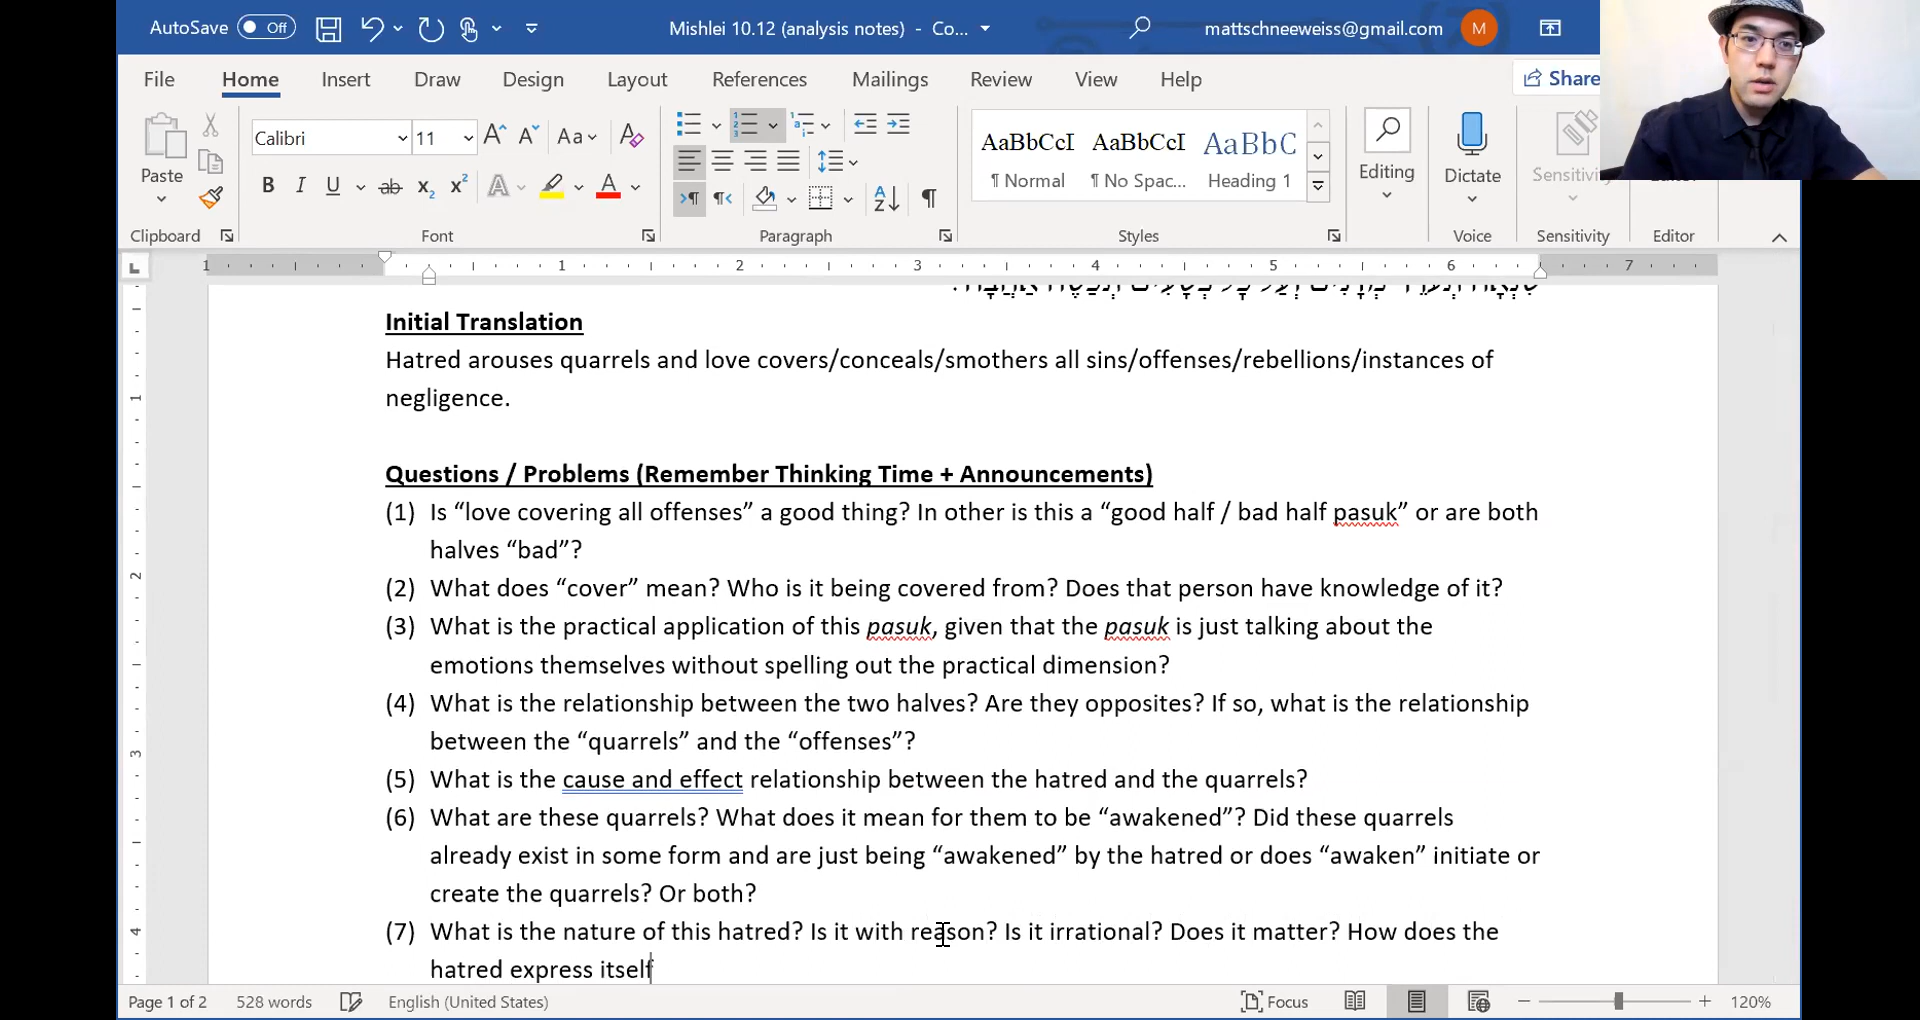 AutoSave Off Mishlei 10.12 (analysis notes) - Co... mattschneeweiss@gmail.com M
File Home Insert Draw Design Layout References Mailings Review View Help Share
Calibri 11 Aa AaBbCcI AaBbCcI AaBbC
Paste ¶ Normal ¶ No Spac... Heading 1 Editing Dictate Sensitivity
Clipboard Font Paragraph Styles Voice Sensitivity Editor
1 1 2 3 4 5 6 7
Initial Translation
Hatred arouses quarrels and love covers/conceals/smothers all sins/offenses/rebellions/instances of
negligence.
Questions / Problems (Remember Thinking Time + Announcements)
(1) Is “love covering all offenses” a good thing? In other is this a “good half / bad half pasuk” or are both
halves “bad”?
(2) What does “cover” mean? Who is it being covered from? Does that person have knowledge of it?
(3) What is the practical application of this pasuk, given that the pasuk is just talking about the
emotions themselves without spelling out the practical dimension?
(4) What is the relationship between the two halves? Are they opposites? If so, what is the relationship
between the “quarrels” and the “offenses”?
(5) What is the cause and effect relationship between the hatred and the quarrels?
(6) What are these quarrels? What does it mean for them to be “awakened”? Did these quarrels
already exist in some form and are just being “awakened” by the hatred or does “awaken” initiate or
create the quarrels? Or both?
(7) What is the nature of this hatred? Is it with reason? Is it irrational? Does it matter? How does the
hatred express itself
Page 1 of 2 528 words English (United States) Focus 120%